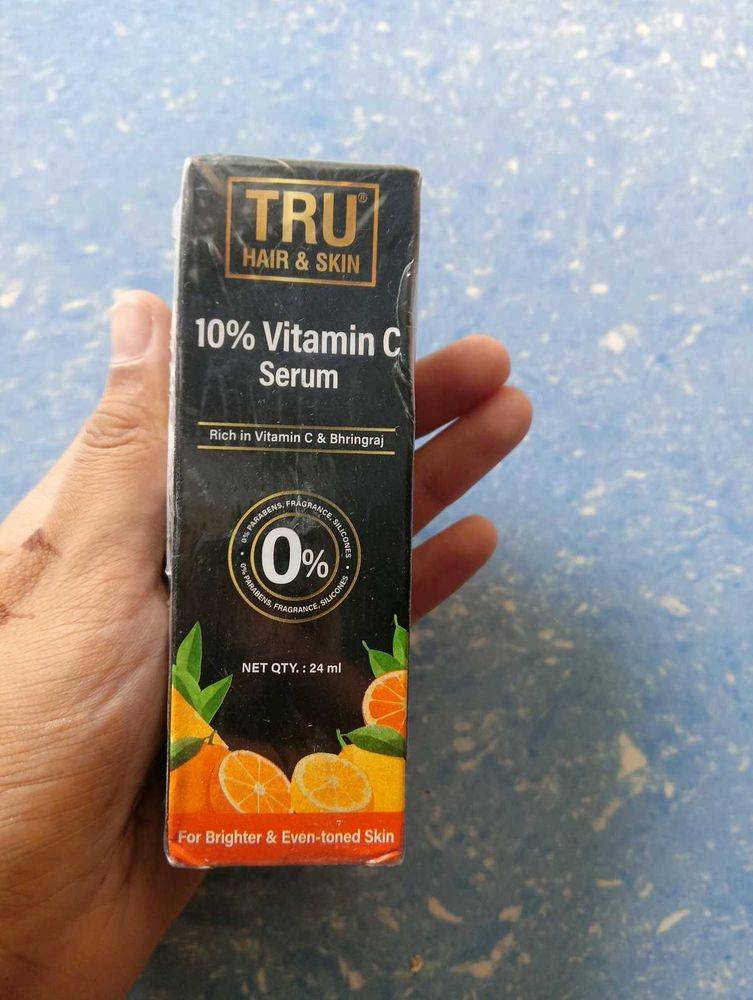 TRU®
HAIR & SKIN
10% Vitamin C
Serum
Rich in Vitamin C & Bhringraj
0% PARABENS, FRAGRANCE, SILICONES
0%
0% PARABENS, FRAGRANCE, SILICONES
NET QTY. : 24 ml
For Brighter & Even-toned Skin